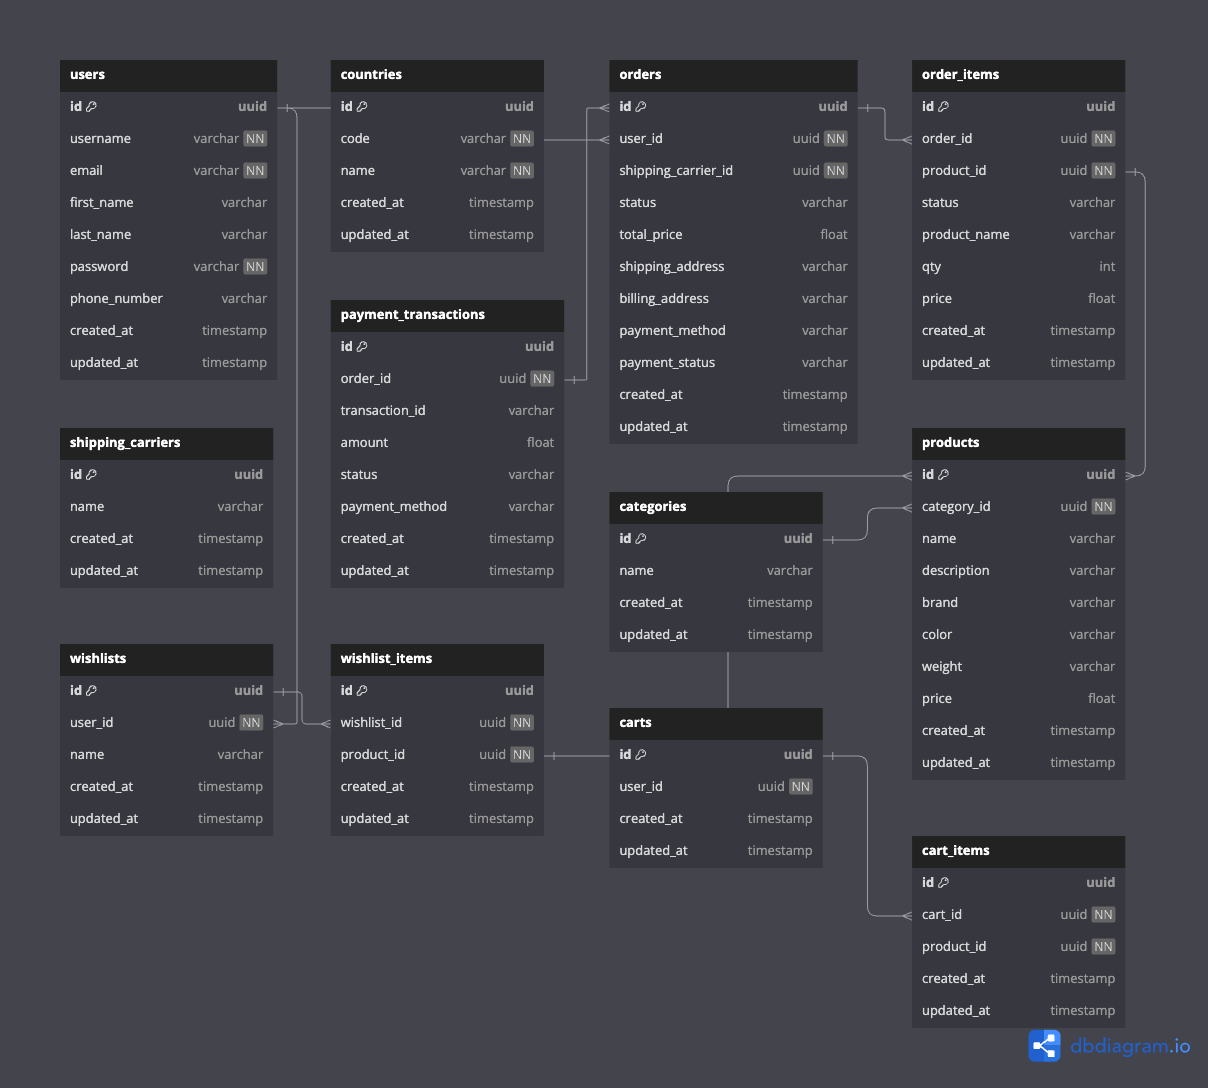 users
id uuid
username varchar NN
email varchar NN
first_name varchar
last_name varchar
password varchar NN
phone_number varchar
created_at timestamp
updated_at timestamp
countries
id uuid
code varchar NN
name varchar NN
created_at timestamp
updated_at timestamp
orders
id uuid
user_id uuid NN
shipping_carrier_id uuid NN
status varchar
total_price float
shipping_address varchar
billing_address varchar
payment_method varchar
payment_status varchar
created_at timestamp
updated_at timestamp
order_items
id uuid
order_id uuid NN
product_id uuid NN
status varchar
product_name varchar
qty int
price float
created_at timestamp
updated_at timestamp
payment_transactions
id uuid
order_id uuid NN
transaction_id varchar
amount float
status varchar
payment_method varchar
created_at timestamp
updated_at timestamp
shipping_carriers
id uuid
name varchar
created_at timestamp
updated_at timestamp
categories
id uuid
name varchar
created_at timestamp
updated_at timestamp
products
id uuid
category_id uuid NN
name varchar
description varchar
brand varchar
color varchar
weight varchar
price float
created_at timestamp
updated_at timestamp
wishlists
id uuid
user_id uuid NN
name varchar
created_at timestamp
updated_at timestamp
wishlist_items
id uuid
wishlist_id uuid NN
product_id uuid NN
created_at timestamp
updated_at timestamp
carts
id uuid
user_id uuid NN
created_at timestamp
updated_at timestamp
cart_items
id uuid
cart_id uuid NN
product_id uuid NN
created_at timestamp
updated_at timestamp
dbdiagram.io